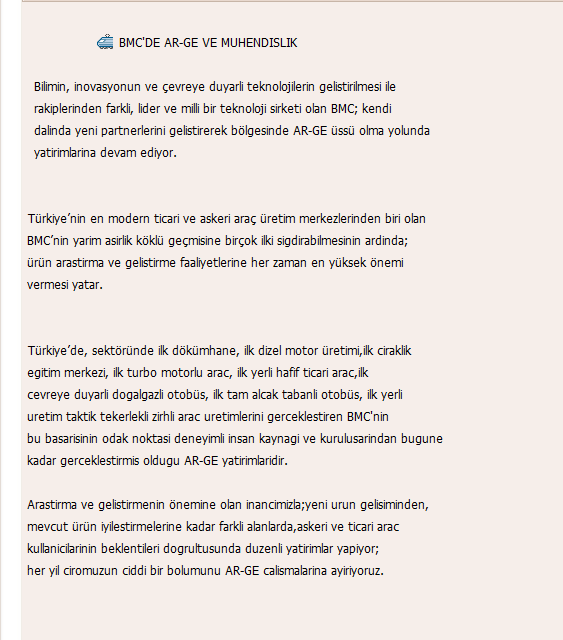 BMC'DE AR-GE VE MUHENDISLIK
Bilimin, inovasyonun ve çevreye duyarli teknolojilerin gelistirilmesi ile
rakiplerinden farkli, lider ve milli bir teknoloji sirketi olan BMC; kendi
dalinda yeni partnerlerini gelistirerek bölgesinde AR-GE üssü olma yolunda
yatirimlarina devam ediyor.
Türkiye’nin en modern ticari ve askeri araç üretim merkezlerinden biri olan
BMC’nin yarim asirlik köklü geçmisine birçok ilki sigdirabilmesinin ardinda;
ürün arastirma ve gelistirme faaliyetlerine her zaman en yüksek önemi
vermesi yatar.
Türkiye’de, sektöründe ilk dökümhane, ilk dizel motor üretimi,ilk ciraklik
egitim merkezi, ilk turbo motorlu arac, ilk yerli hafif ticari arac,ilk
cevreye duyarli dogalgazli otobüs, ilk tam alcak tabanli otobüs, ilk yerli
uretim taktik tekerlekli zirhli arac uretimlerini gerceklestiren BMC'nin
bu basarisinin odak noktasi deneyimli insan kaynagi ve kurulusarindan bugune
kadar gerceklestirmis oldugu AR-GE yatirimlaridir.
Arastirma ve gelistirmenin önemine olan inancimizla;yeni urun gelisiminden,
mevcut ürün iyilestirmelerine kadar farkli alanlarda,askeri ve ticari arac
kullanicilarinin beklentileri dogrultusunda duzenli yatirimlar yapiyor;
her yil ciromuzun ciddi bir bolumunu AR-GE calismalarina ayiriyoruz.